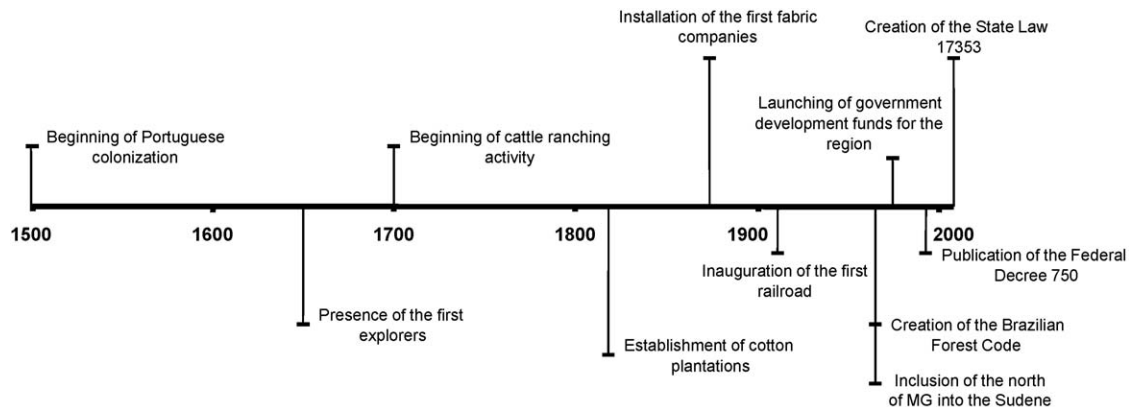 Installation of the first fabric
companies
Creation of the State Law
17353
Launching of government
development funds for the
region
Beginning of Portuguese
colonization
Beginning of cattle ranching
activity
1500
1600
1700
1800
1900
2000
Inauguration of the first
railroad
Publication of the Federal
Decree 750
Presence of the first
explorers
Establishment of cotton
plantations
Creation of the Brazilian
Forest Code
Inclusion of the north
of MG into the Sudene